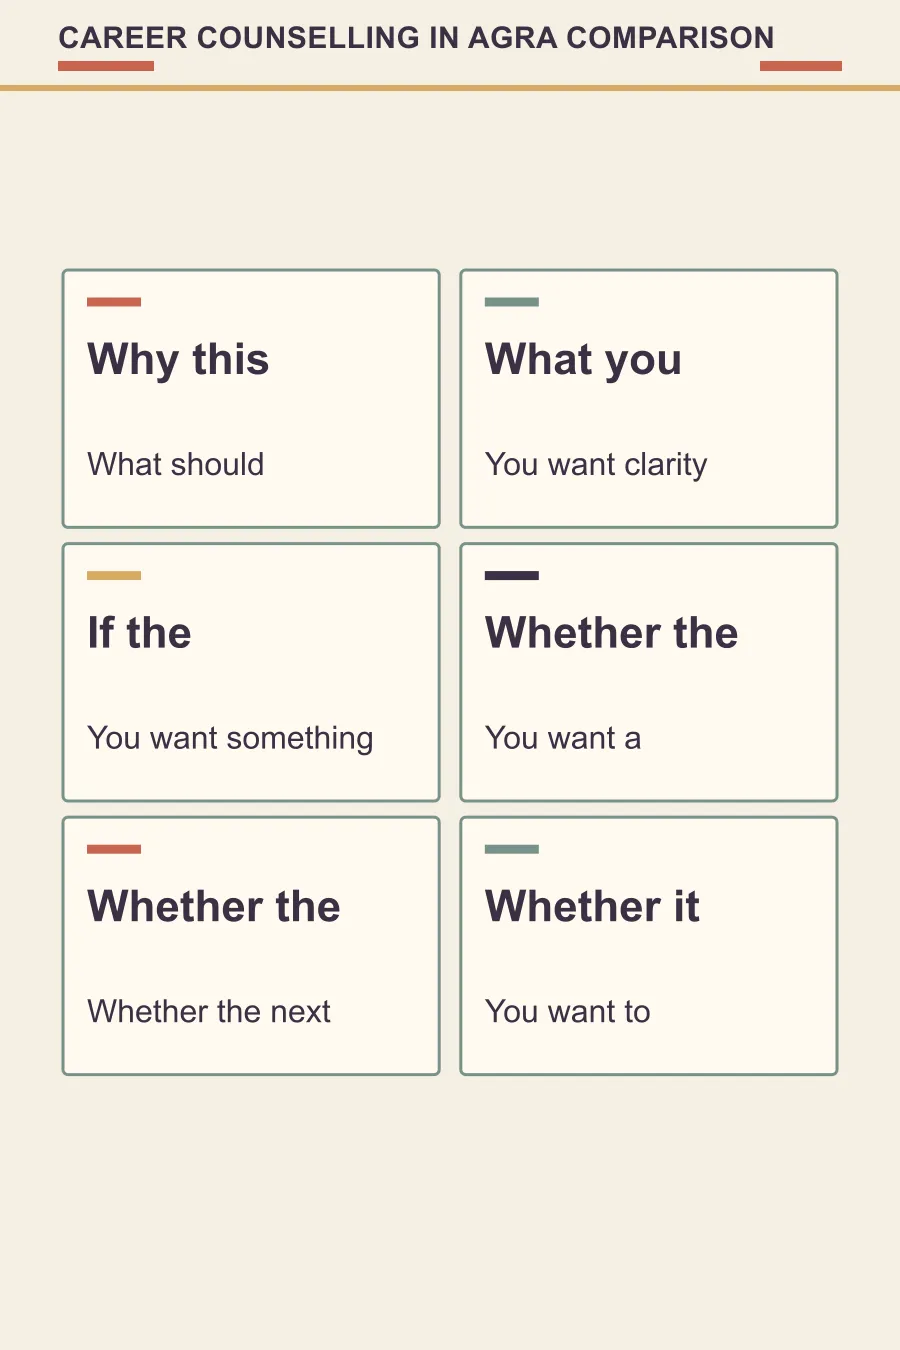 CAREER COUNSELLING IN AGRA COMPARISON
Why this
What should
What you
You want clarity
If the
You want something
Whether the
You want a
Whether the
Whether the next
Whether it
You want to